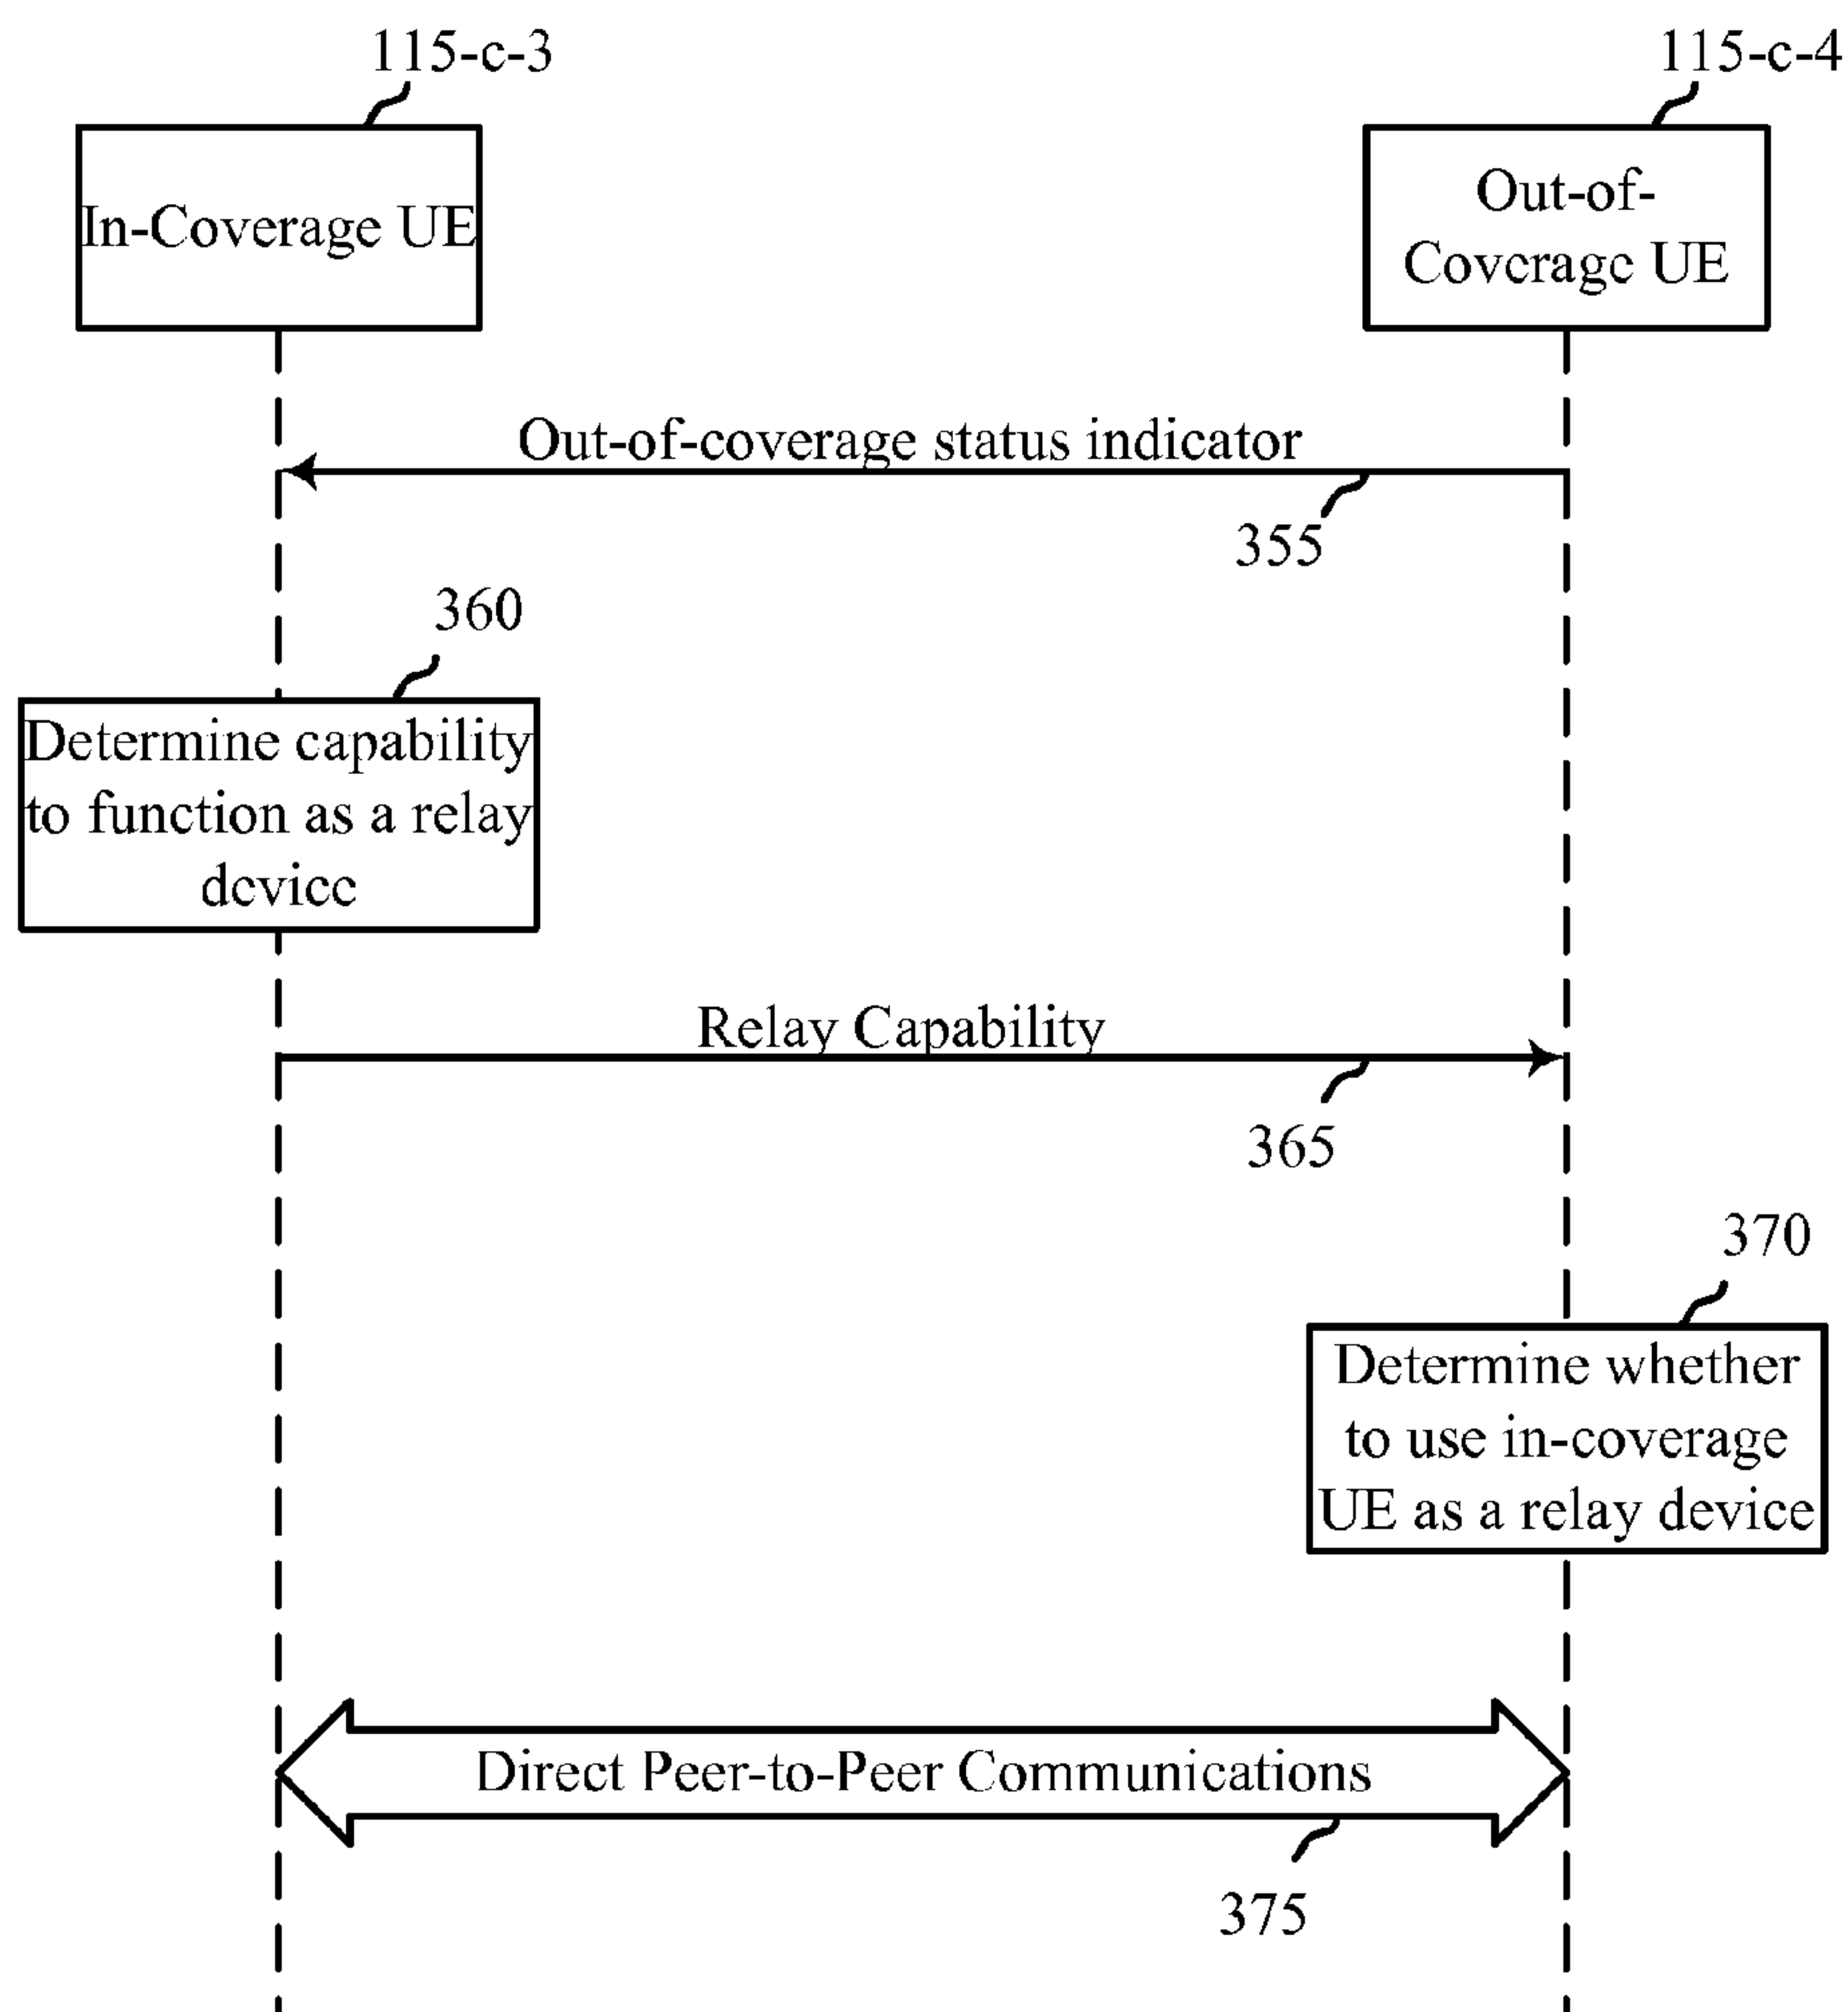 115-c-3
115-c-4
In-Coverage UE
Out-of-
Coverage UE
Out-of-coverage status indicator
355
360
Determine capability
to function as a relay
device
Relay Capability
365
370
Determine whether
to use in-coverage
UE as a relay device
Direct Peer-to-Peer Communications
375